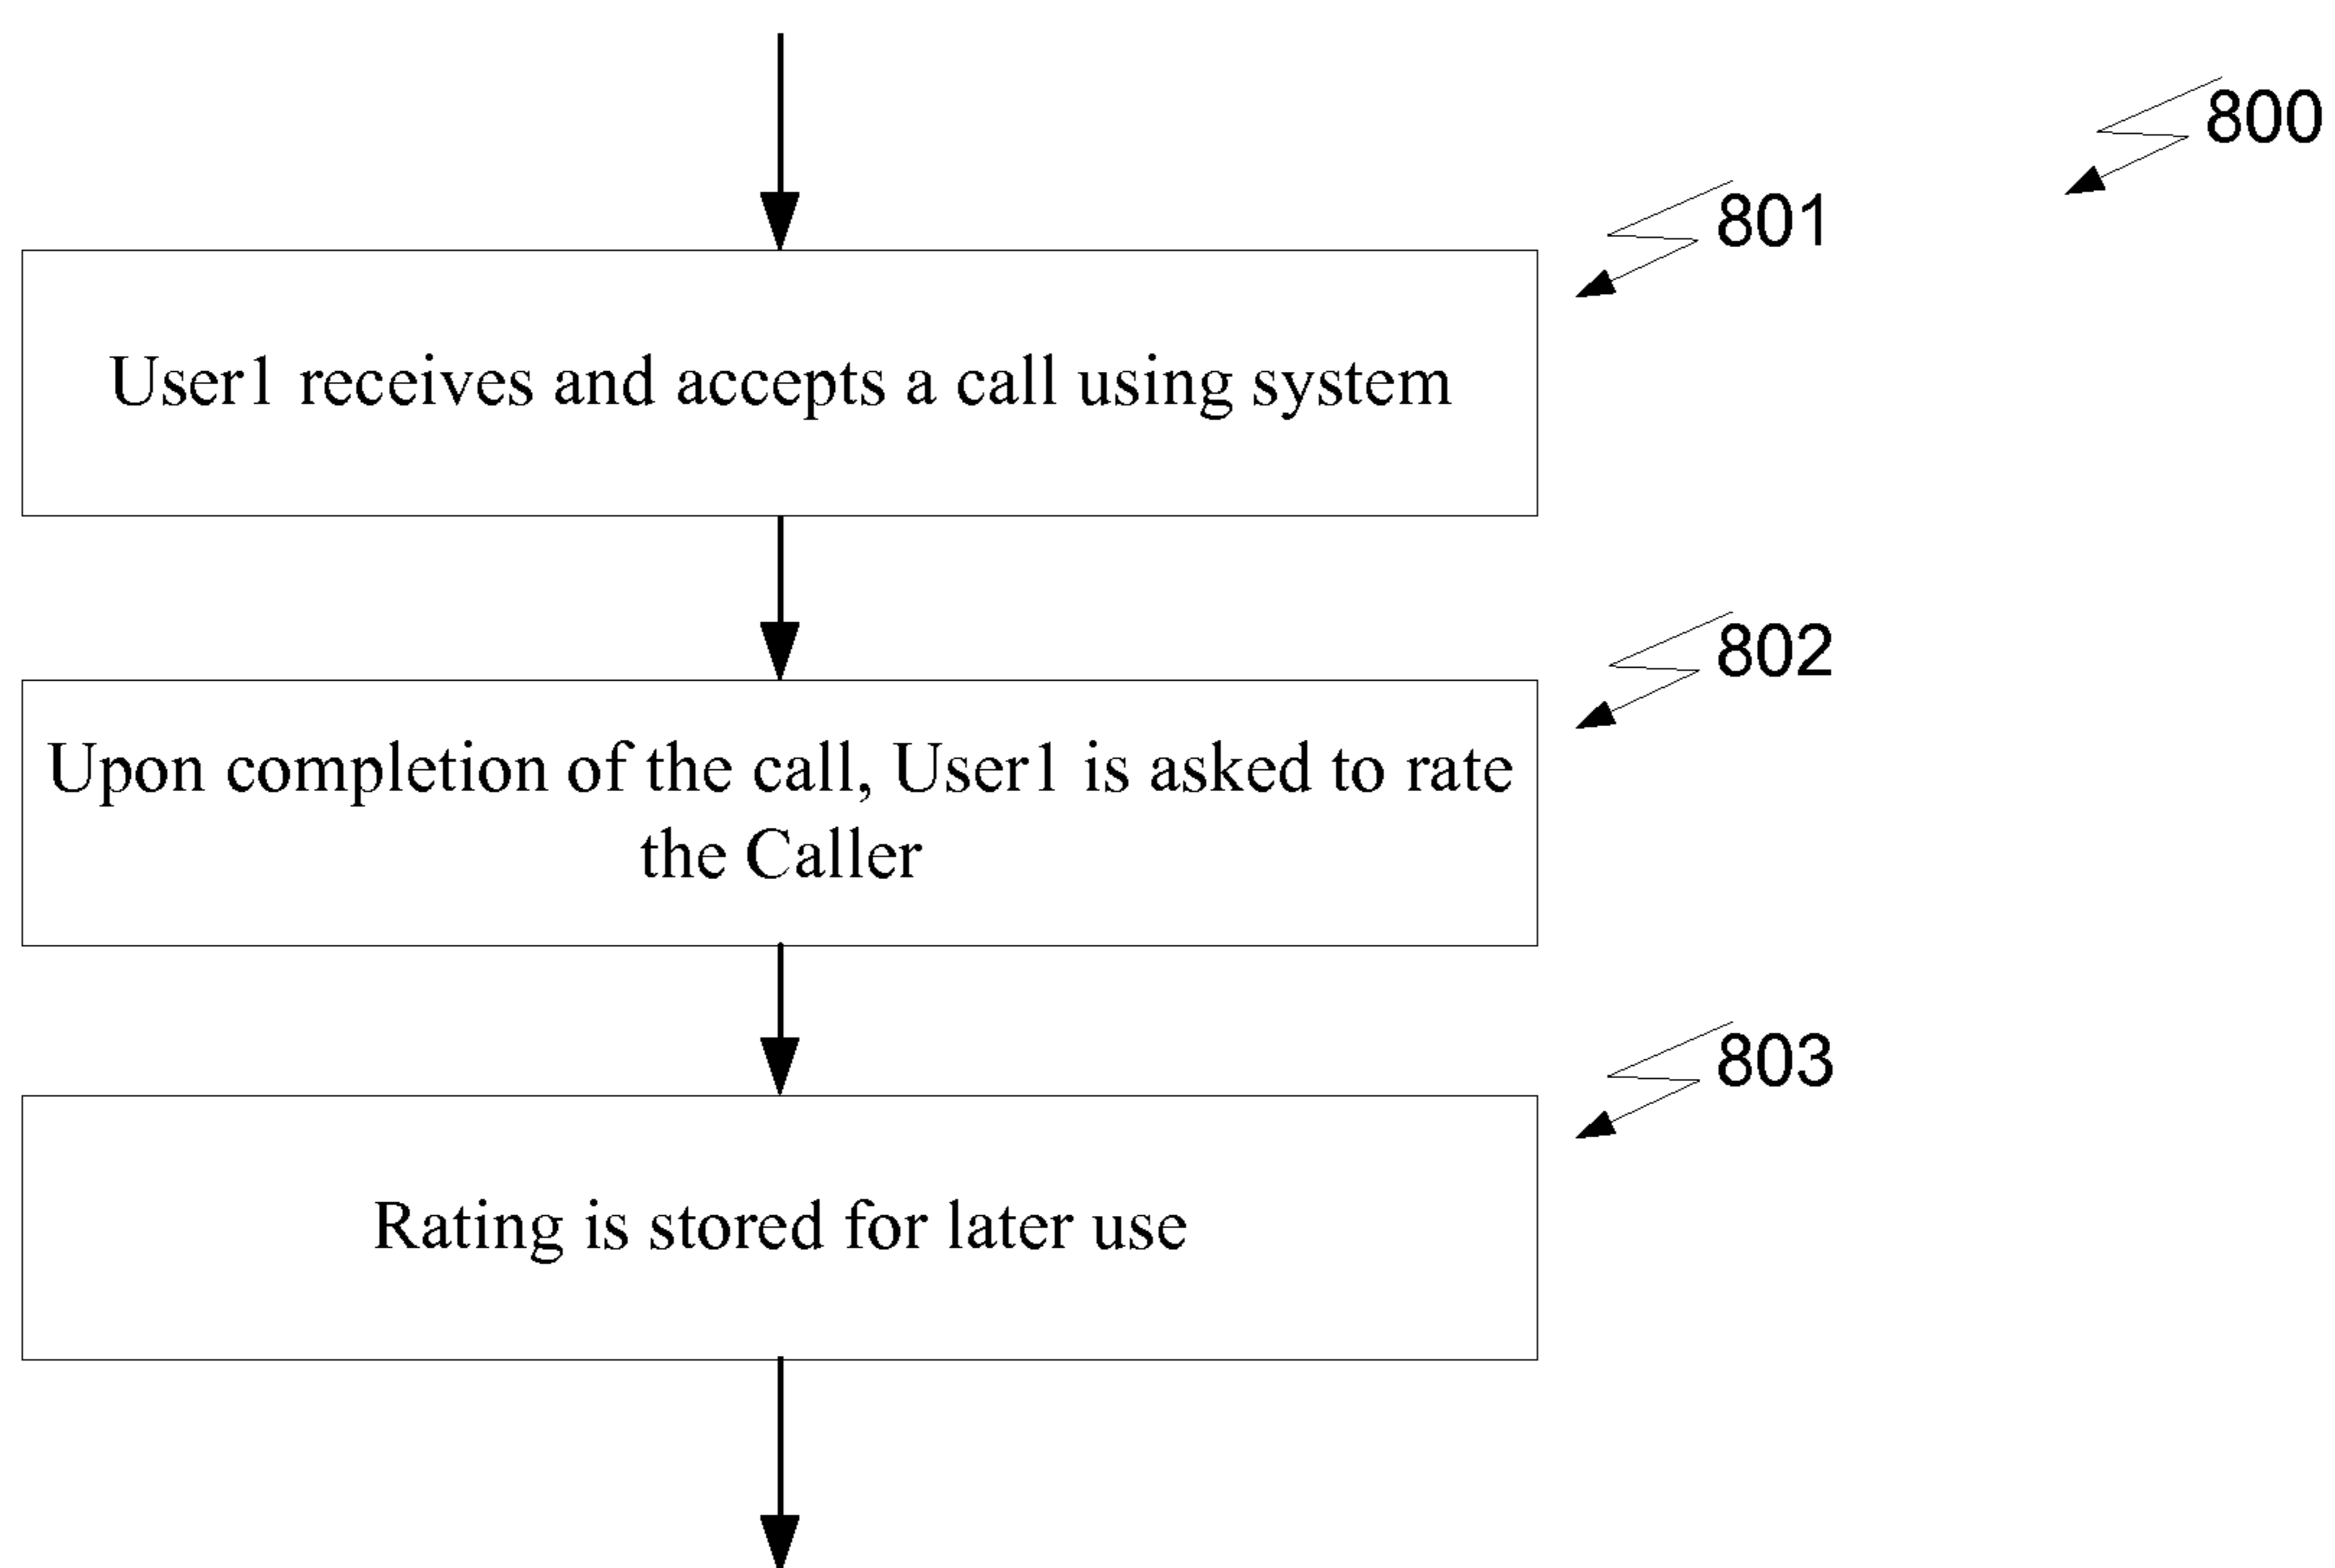 800
801
User1 receives and accepts a call using system
802
Upon completion of the call, User1 is asked to rate
the Caller
803
Rating is stored for later use